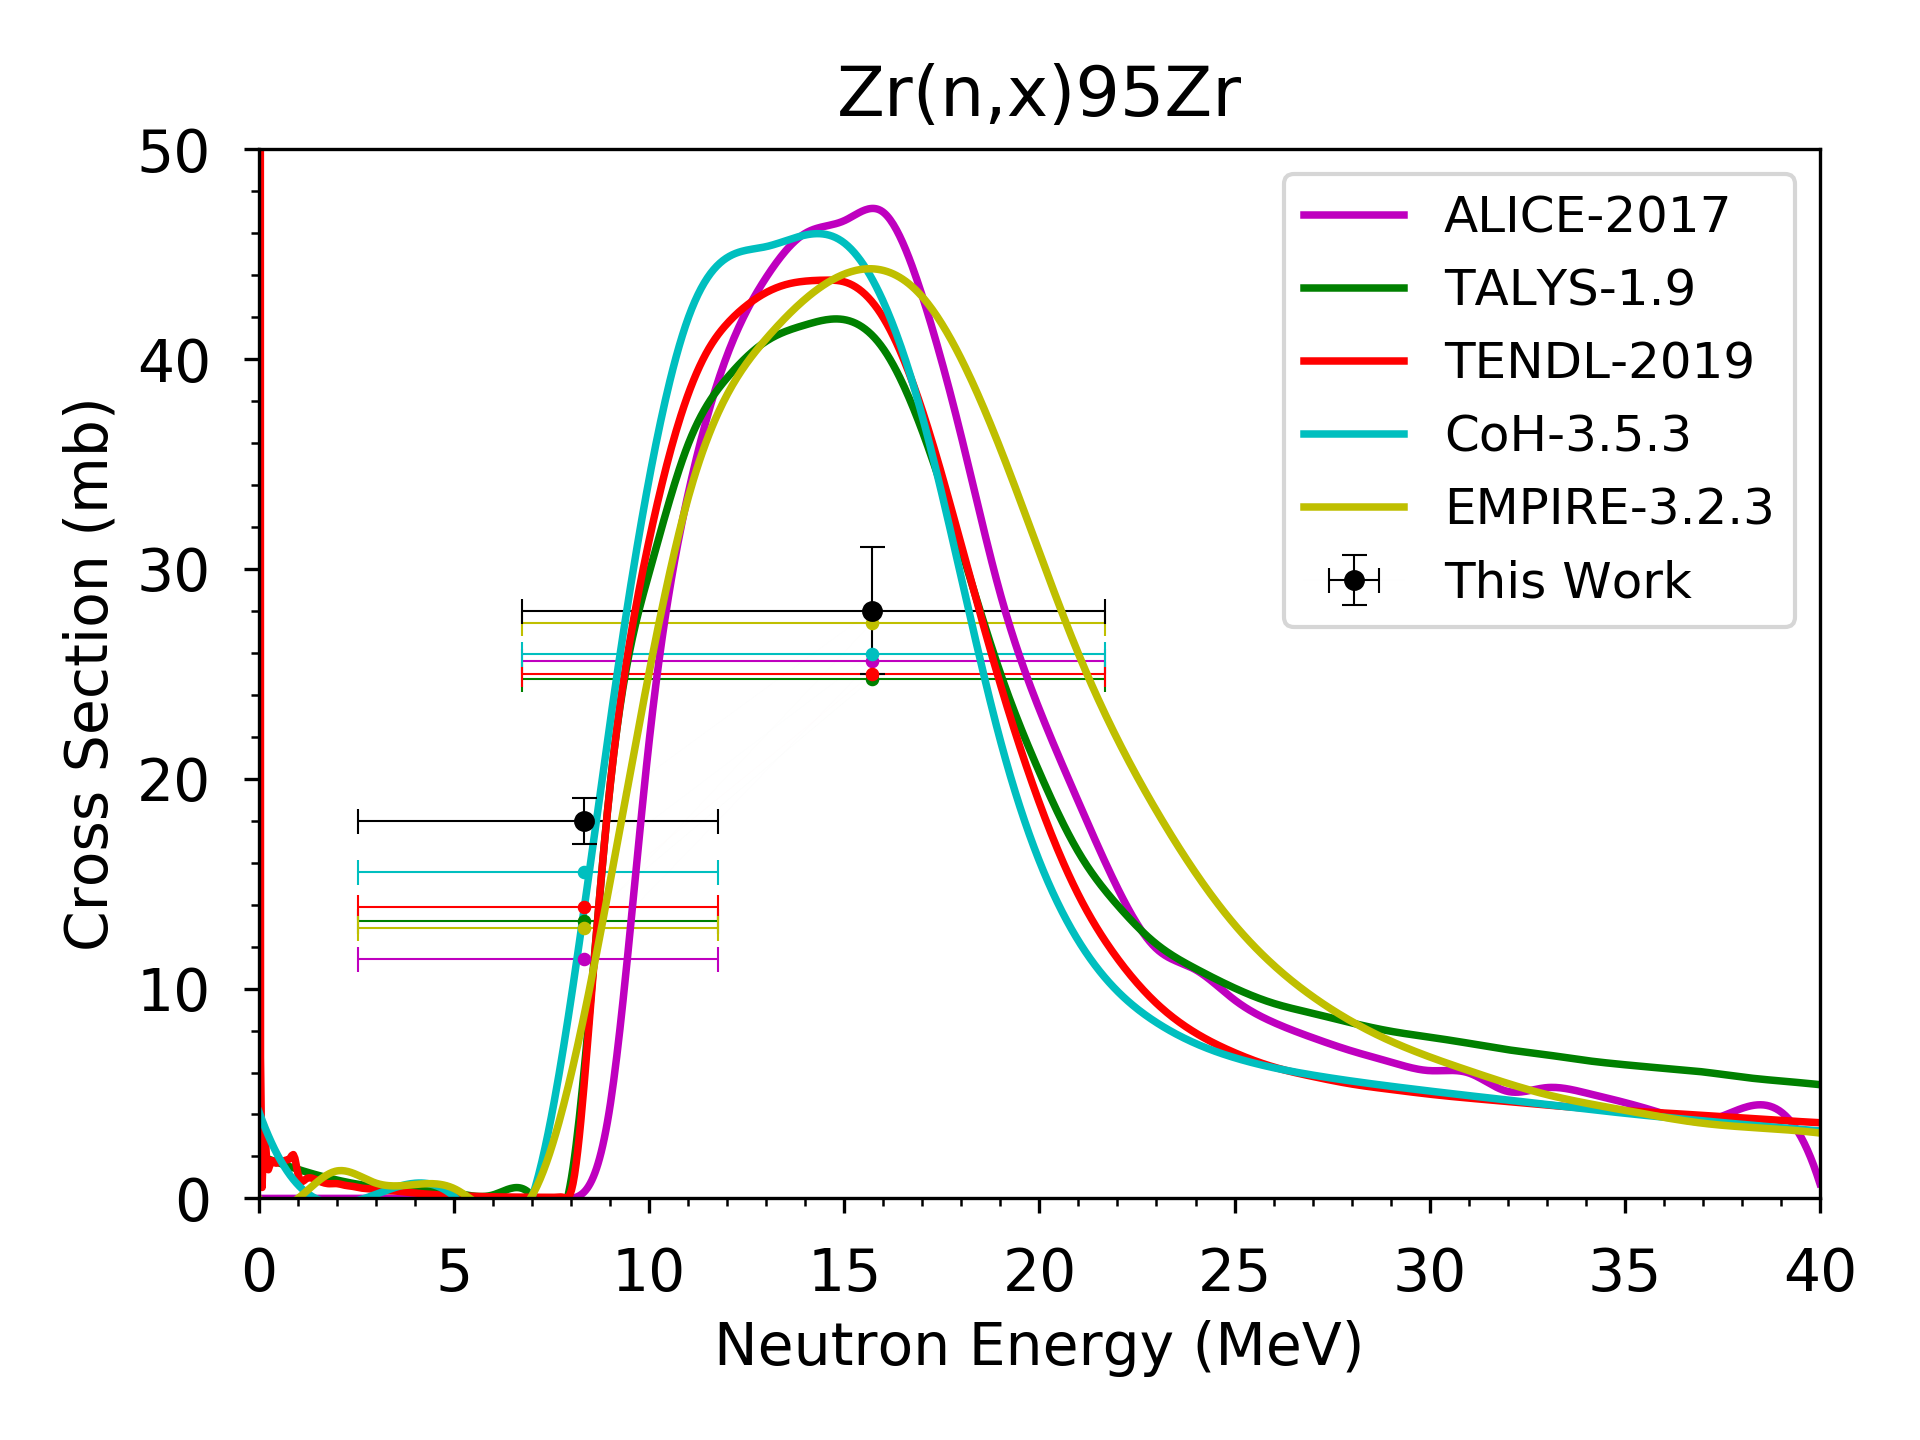 Zr(n,x)95Zr
50
40
30
20
10
0
Cross Section (mb)
ALICE-2017
TALYS-1.9
TENDL-2019
CoH-3.5.3
EMPIRE-3.2.3
This Work
0 5 10 15 20 25 30 35 40
Neutron Energy (MeV)